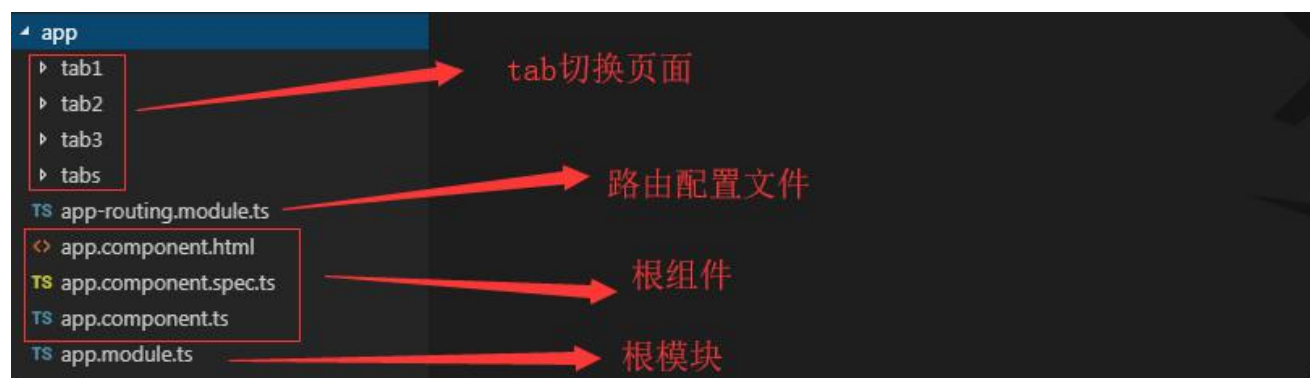 app
tab1
tab切换页面
tab2
tab3
tabs
路由配置文件
TS app-routing.module.ts
<> app.component.html
根组件
TS app.component.spec.ts
TS app.component.ts
TS app.module.ts
根模块